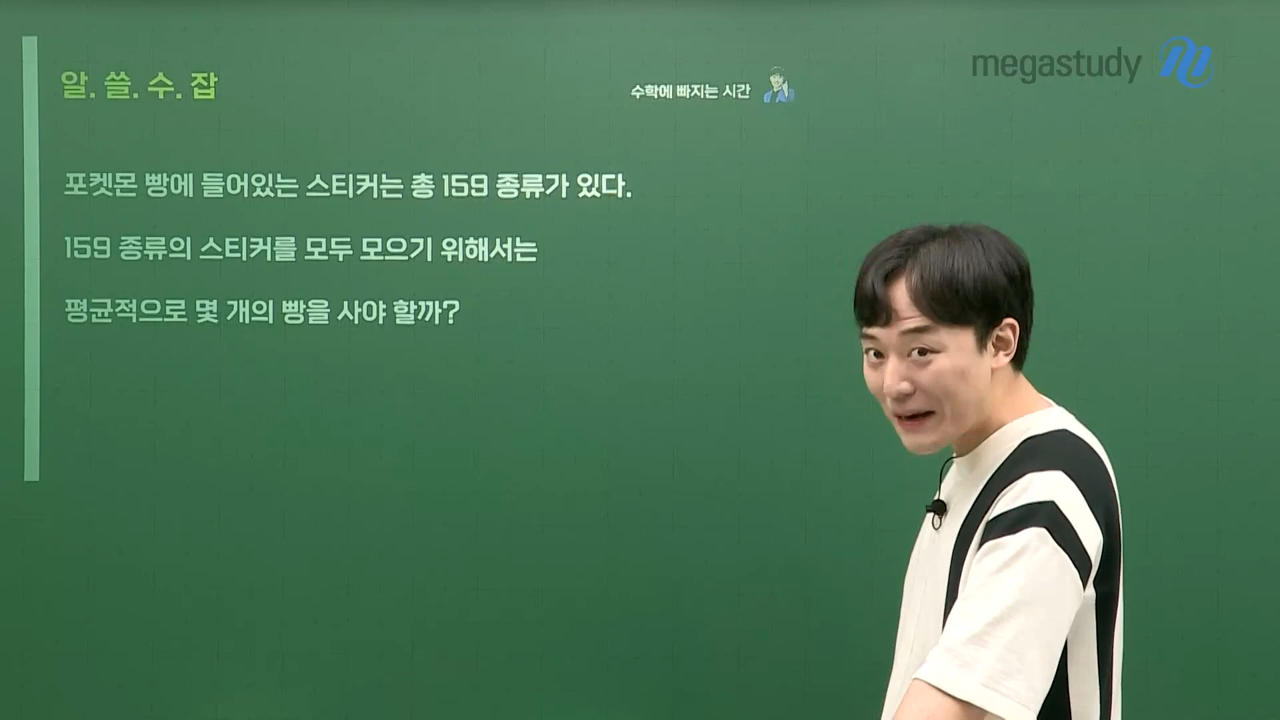 알. 쓸. 수. 잡
수학에 빠지는 시간
megastudy
포켓몬 빵에 들어있는 스티커는 총 159 종류가 있다.
159 종류의 스티커를 모두 모으기 위해서는
평균적으로 몇 개의 빵을 사야 할까?